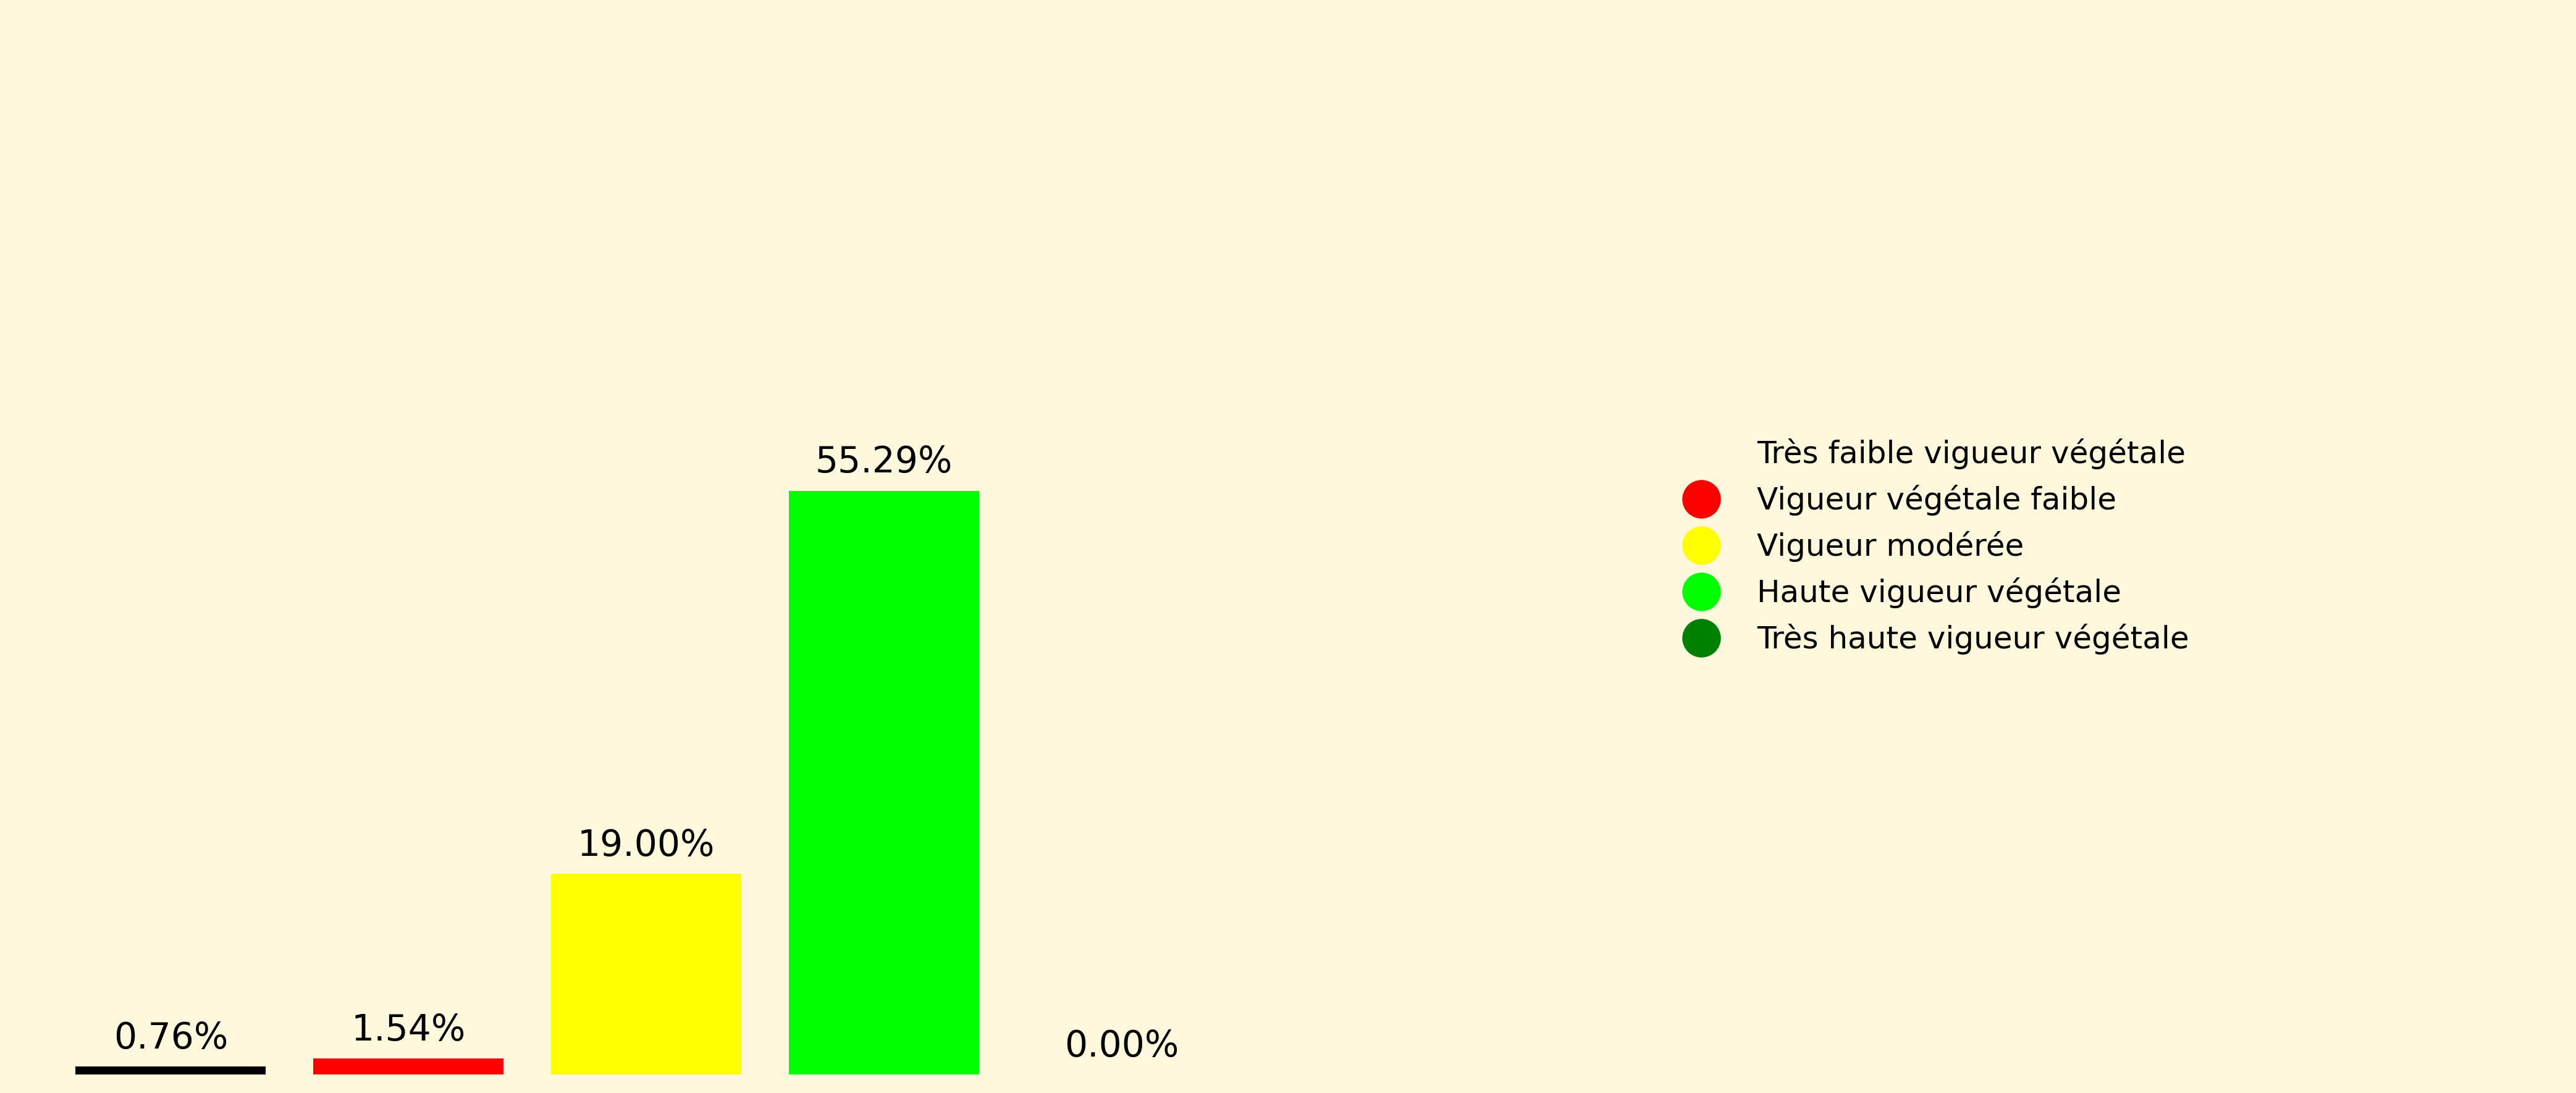 55.29%
19.00%
0.76%
1.54%
0.00%
Très faible vigueur végétale
Vigueur végétale faible
Vigueur modérée
Haute vigueur végétale
Très haute vigueur végétale